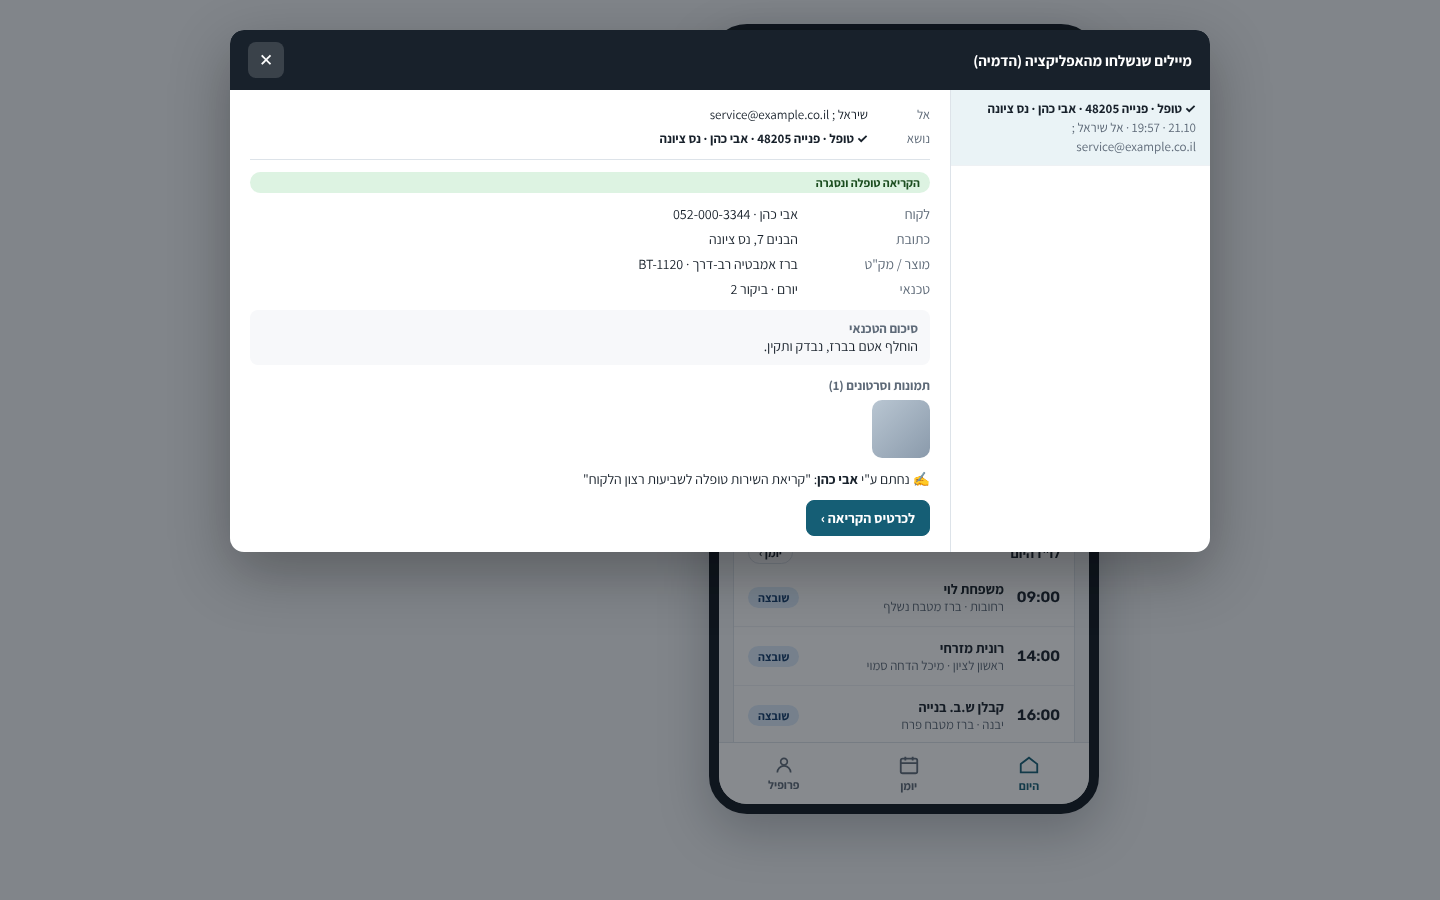 מיילים שנשלחו מהאפליקציה (הדמיה)
✕
✓ טופל · פנייה 48205 · אבי כהן · נס ציונה
21.10 · 19:57 · אל שיראל ;
service@example.co.il
אל שיראל ; service@example.co.il
נושא ✓ טופל · פנייה 48205 · אבי כהן · נס ציונה
הקריאה טופלה ונסגרה
לקוח אבי כהן · 052-000-3344
כתובת הבנים 7, נס ציונה
מוצר / מק"ט ברז אמבטיה רב-דרך · BT-1120
טכנאי יורם · ביקור 2
סיכום הטכנאי
הוחלף אטם בברז, נבדק ותקין.
תמונות וסרטונים (1)
✍️ נחתם ע"י אבי כהן: "קריאת השירות טופלה לשביעות רצון הלקוח"
לכרטיס הקריאה ›
לו"ז היום יומן ›
09:00 משפחת לוי שובצה
רחובות · ברז מטבח נשלף
14:00 רונית מזרחי שובצה
ראשון לציון · מיכל הדחה סמוי
16:00 קבלן ש.ב. בנייה שובצה
יבנה · ברז מטבח פרח
היום יומן פרופיל